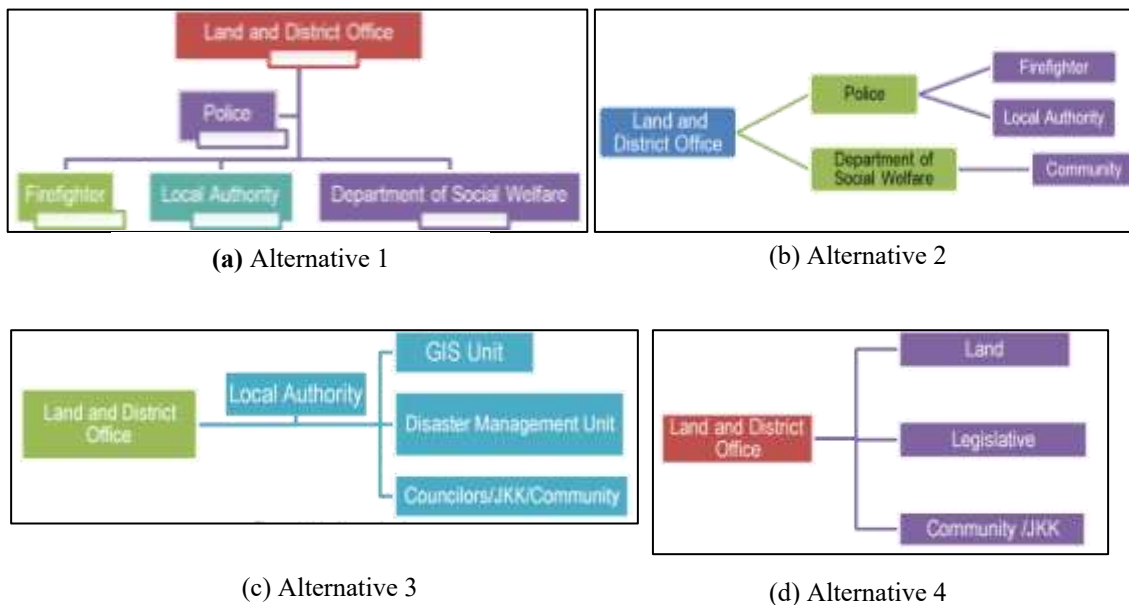 Land and District Office
Police
Firefighter
Local Authority
Department of Social Welfare
(a) Alternative 1
Land and
District Office
Police
Department of
Social Welfare
Firefighter
Local Authority
Community
(b) Alternative 2
Land and District
Office
Local Authority
GIS Unit
Disaster Management Unit
Councilors/JKK/Community
(c) Alternative 3
Land and District
Office
Land
Legislative
Community /JKK
(d) Alternative 4